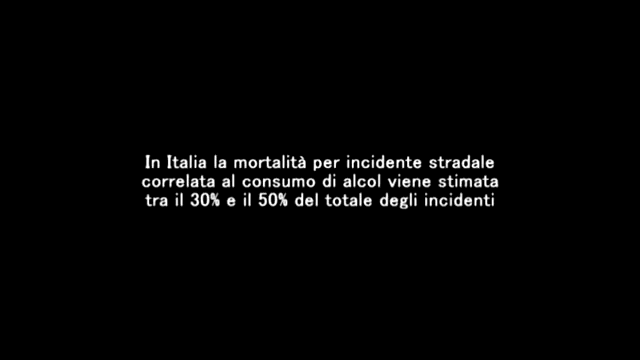 In Italia la mortalità per incidente stradale
correlata al consumo di alcol viene stimata
tra il 30% e il 50% del totale degli incidenti